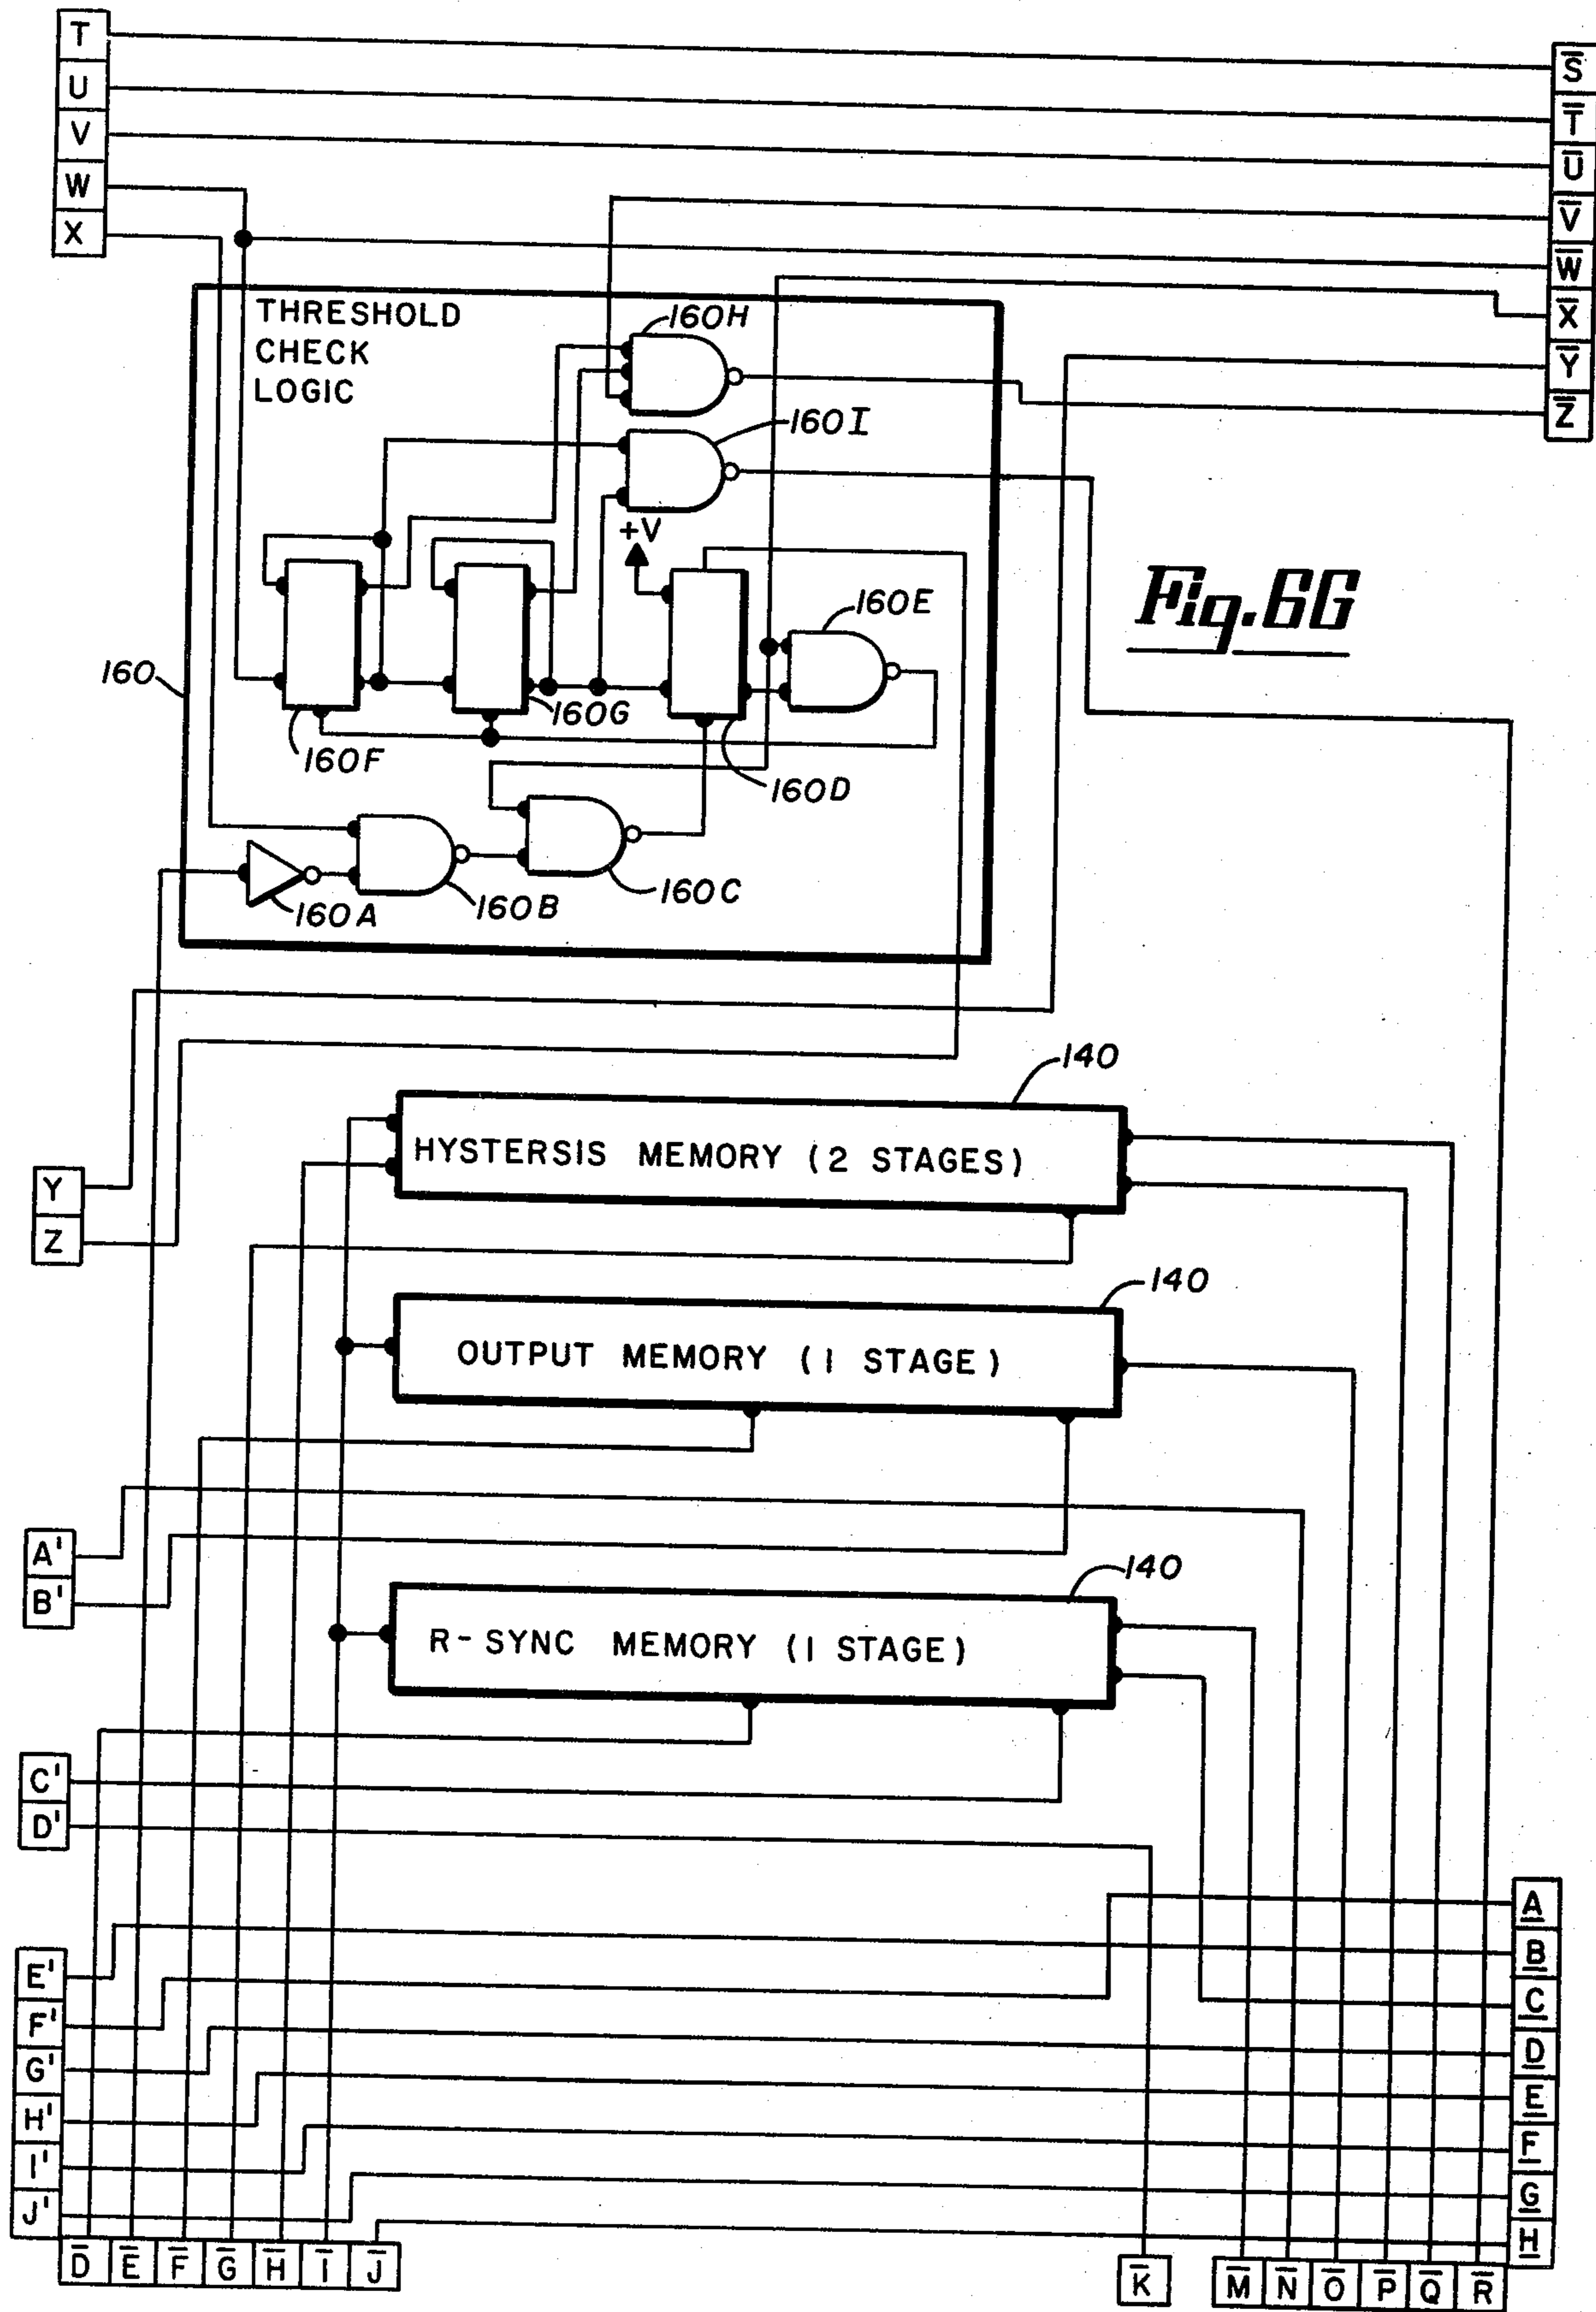 T
U
V
W
X
S̅
T̅
U̅
V̅
W̅
X̅
Y̅
Z̅
THRESHOLD
CHECK
LOGIC
160H
160I
+V
160E
Fig. 6G
160
160G
160F
160D
160C
160B
160A
140
HYSTERSIS MEMORY (2 STAGES)
Y
Z
140
OUTPUT MEMORY (1 STAGE)
A'
B'
140
R-SYNC MEMORY (1 STAGE)
C'
D'
E'
F'
G'
H'
I'
J'
A̲
B̲
C̲
D̲
E̲
F̲
G̲
H̲
D̅ E̅ F̅ G̅ H̅ I̅ J̅
K̅
M̅ N̅ O̅ P̅ Q̅ R̅